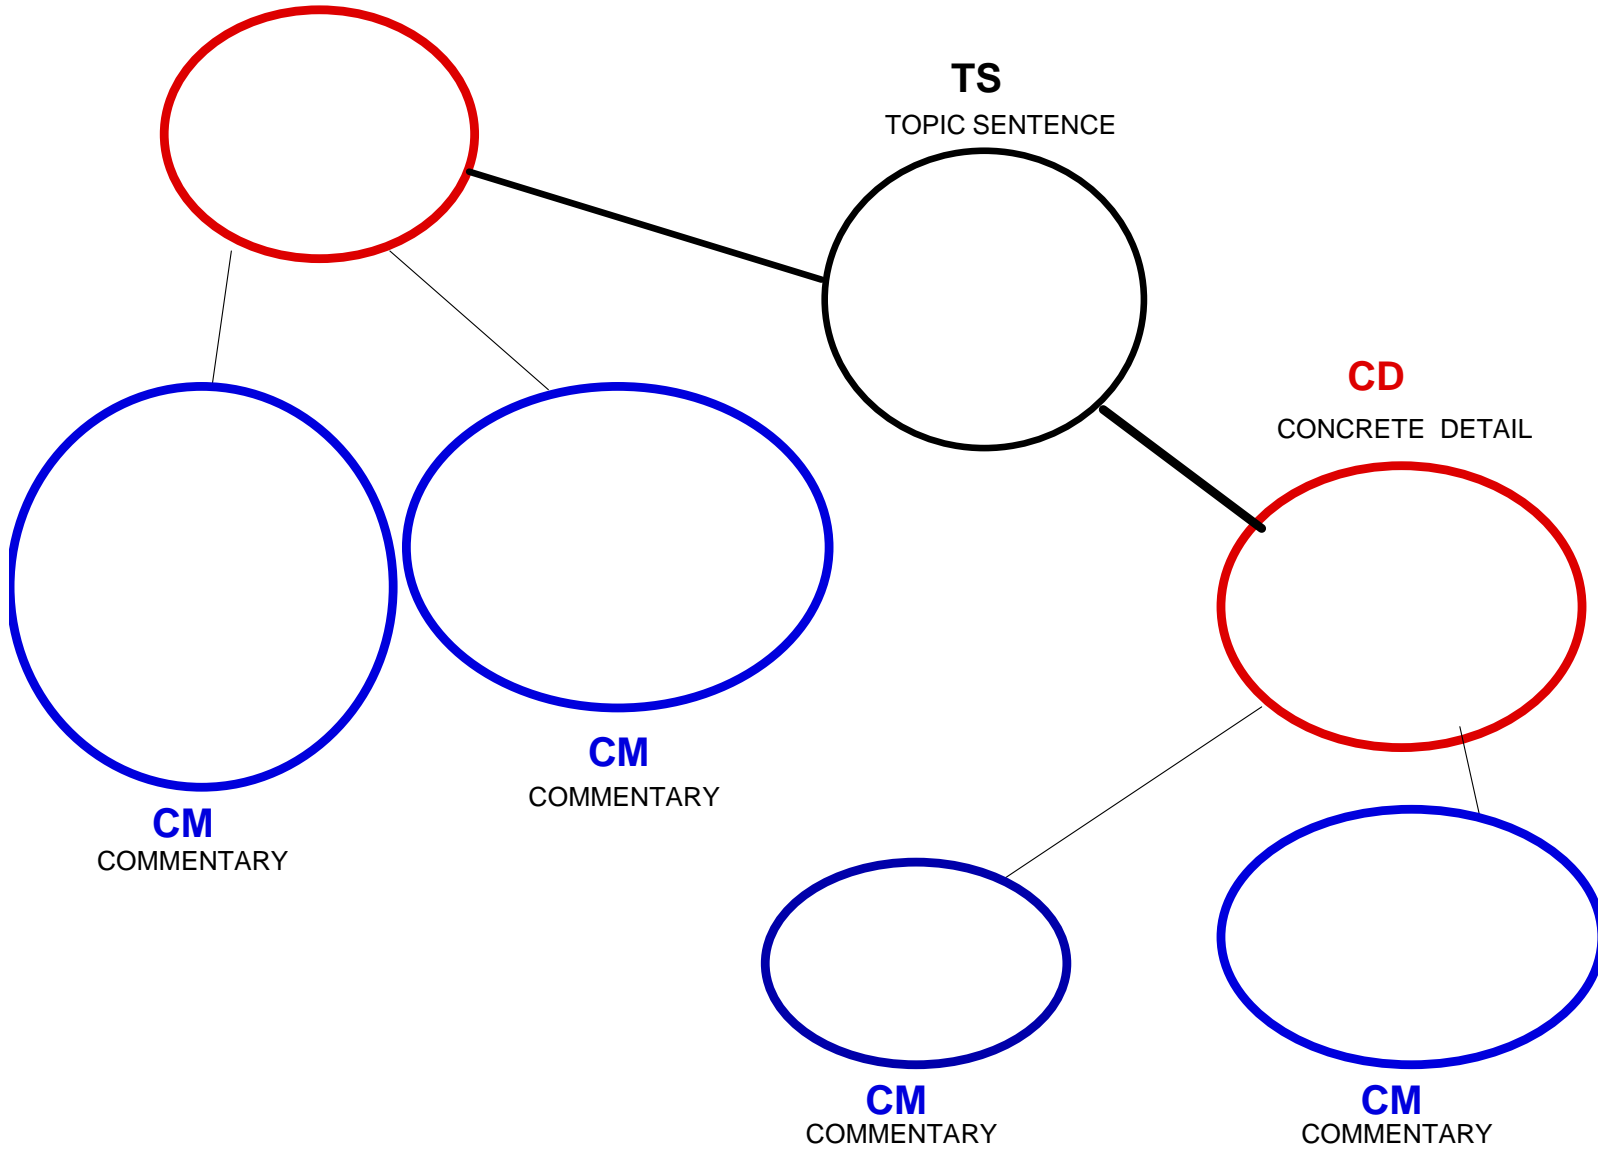 TS
TOPIC SENTENCE
CD
CONCRETE DETAIL
CM
COMMENTARY
CM
COMMENTARY
CM
COMMENTARY
CM
COMMENTARY